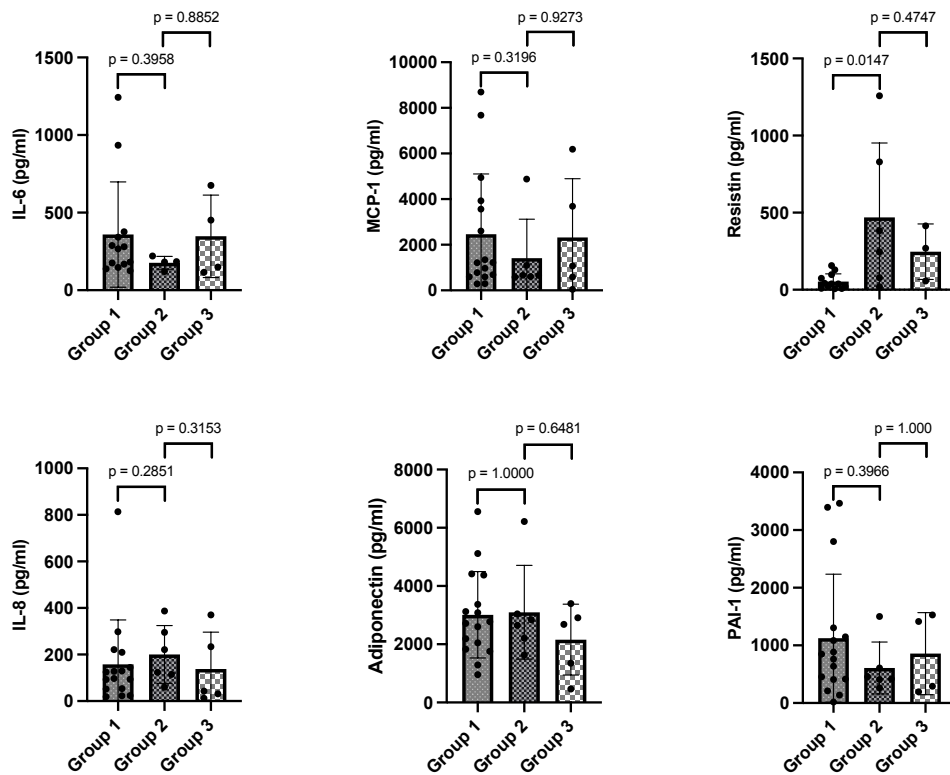 p = 0.8852
p = 0.3958
1500
1000
500
0
IL-6 (pg/ml)
Group 1
Group 2
Group 3
p = 0.9273
p = 0.3196
10000
8000
6000
4000
2000
0
MCP-1 (pg/ml)
Group 1
Group 2
Group 3
p = 0.4747
p = 0.0147
1500
1000
500
0
Resistin (pg/ml)
Group 1
Group 2
Group 3
p = 0.3153
p = 0.2851
1000
800
600
400
200
0
IL-8 (pg/ml)
Group 1
Group 2
Group 3
p = 0.6481
p = 1.0000
8000
6000
4000
2000
0
Adiponectin (pg/ml)
Group 1
Group 2
Group 3
p = 1.000
p = 0.3966
4000
3000
2000
1000
0
PAI-1 (pg/ml)
Group 1
Group 2
Group 3